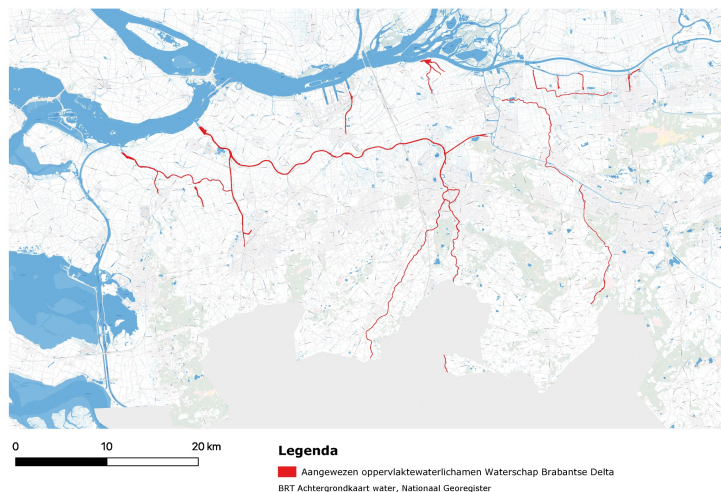 0 10 20 km
Legenda
Aangewezen oppervlaktewaterlichamen Waterschap Brabantse Delta
BRT Achtergrondkaart water, Nationaal Georegister